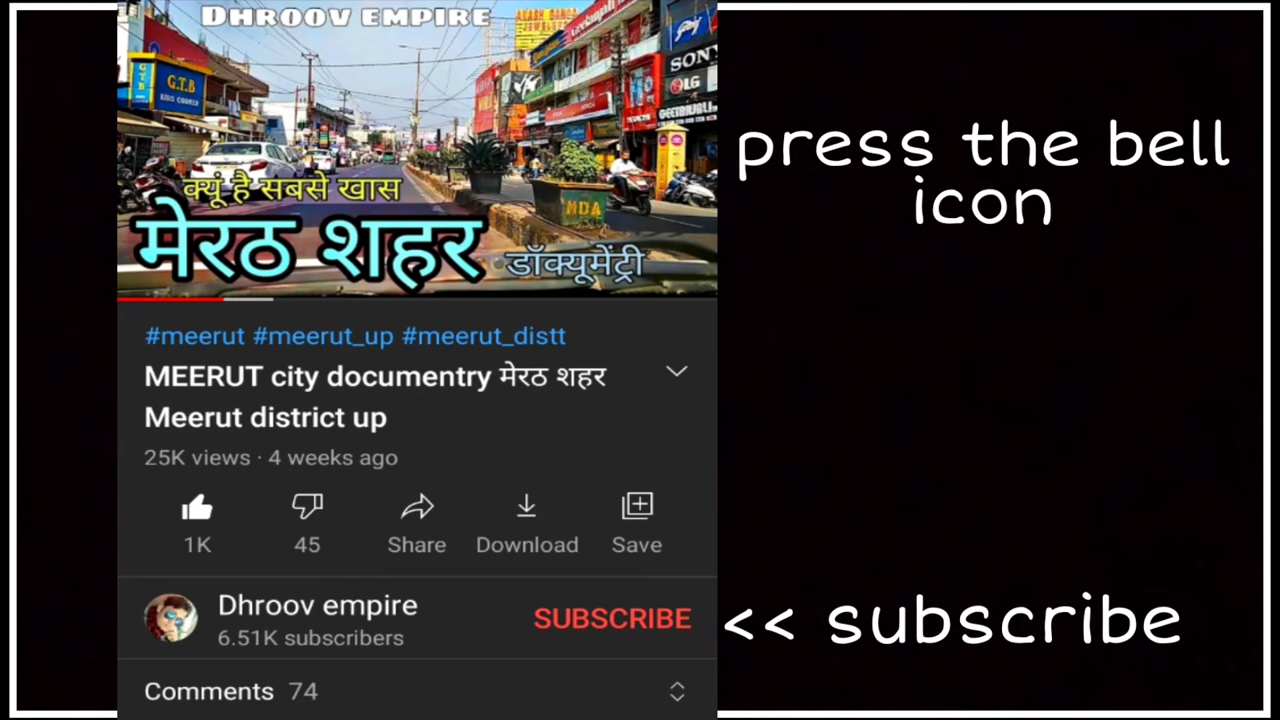 DHROOV EMPIRE
G.T.B
KIDS CHURCH
SONY
LG
MDA
क्यूं है सबसे खास
मेरठ शहर डॉक्यूमेंट्री
#meerut #meerut_up #meerut_distt
MEERUT city documentry मेरठ शहर
Meerut district up
25K views · 4 weeks ago
1K 45 Share Download Save
Dhroov empire
6.51K subscribers
SUBSCRIBE
Comments 74
press the bell
icon
<< subscribe